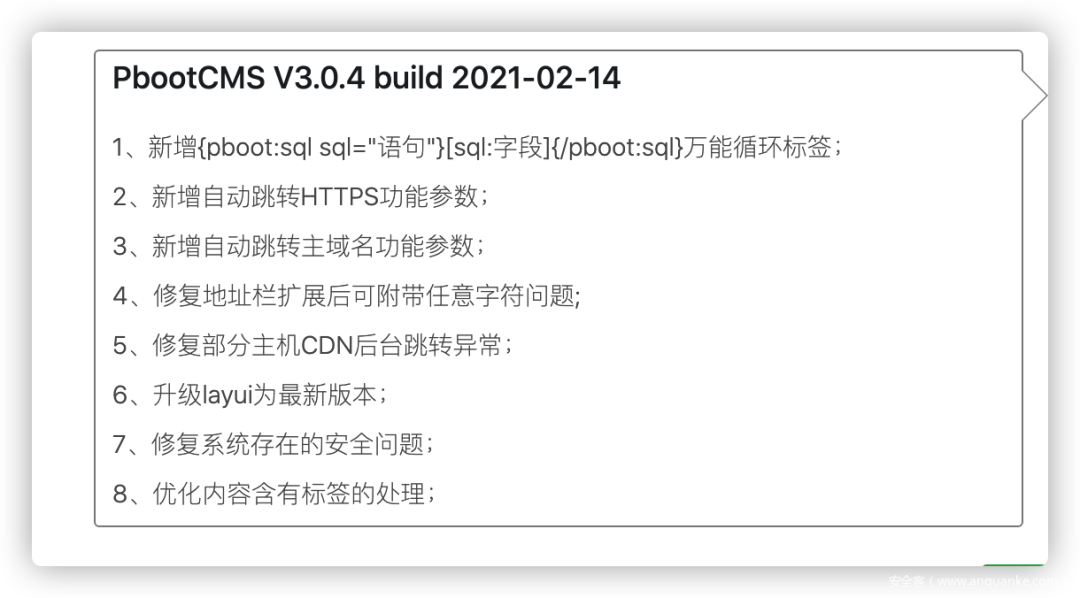 PbootCMS V3.0.4 build 2021-02-14
1、新增{pboot:sql sql="语句"}[sql:字段]{/pboot:sql}万能循环标签；
2、新增自动跳转HTTPS功能参数；
3、新增自动跳转主域名功能参数；
4、修复地址栏扩展后可附带任意字符问题;
5、修复部分主机CDN后台跳转异常；
6、升级layui为最新版本；
7、修复系统存在的安全问题；
8、优化内容含有标签的处理；
安全客（www.anquanke.com）